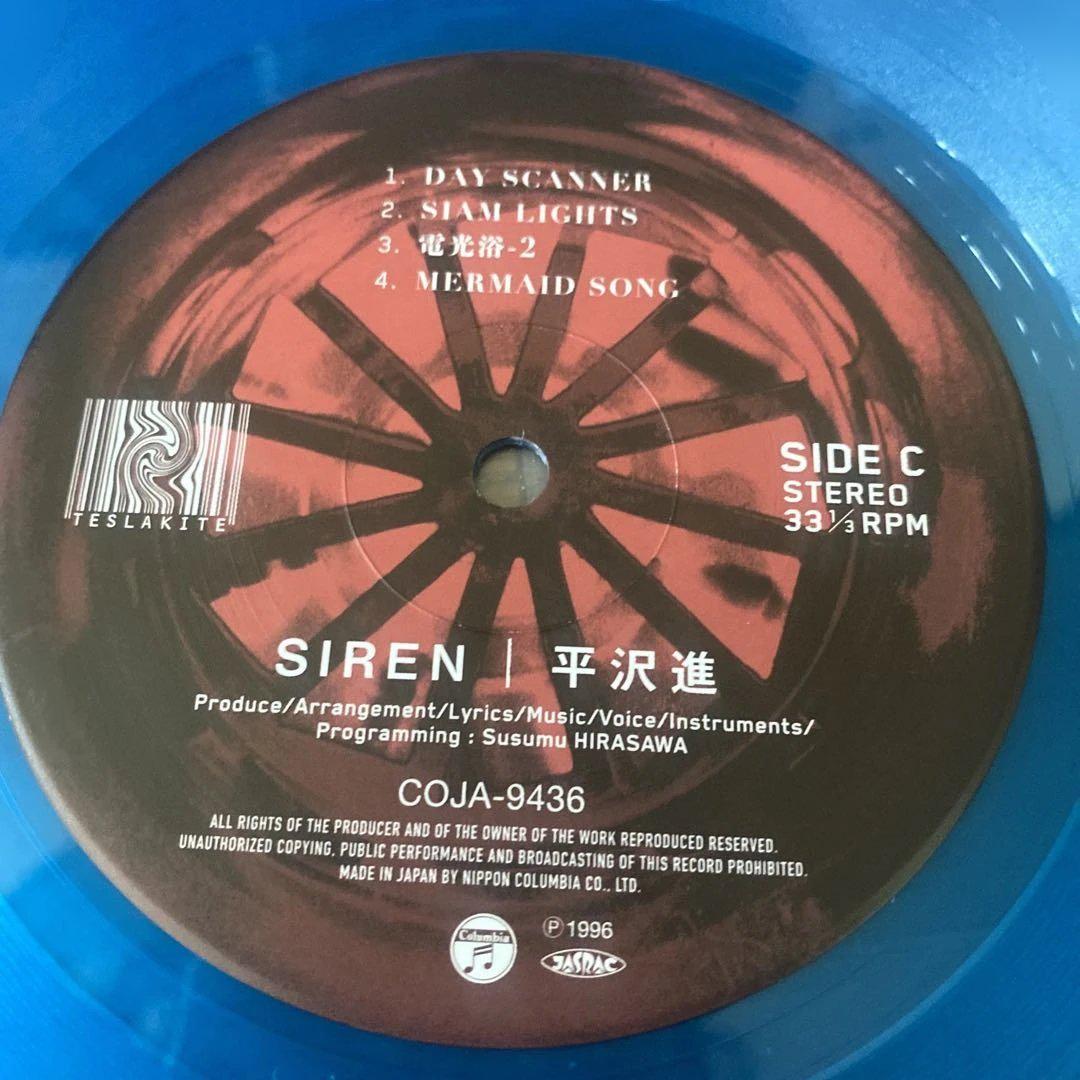 1. DAY SCANNER
2. SIAM LIGHTS
3. 電光浴-2
4. MERMAID SONG
TESLAKITE
SIDE C
STEREO
33 1/3 RPM
SIREN | 平沢進
Produce/Arrangement/Lyrics/Music/Voice/Instruments/
Programming : Susumu HIRASAWA
COJA-9436
ALL RIGHTS OF THE PRODUCER AND OF THE OWNER OF THE WORK REPRODUCED RESERVED.
UNAUTHORIZED COPYING, PUBLIC PERFORMANCE AND BROADCASTING OF THIS RECORD PROHIBITED.
MADE IN JAPAN BY NIPPON COLUMBIA CO., LTD.
Columbia
℗ 1996
JASRAC